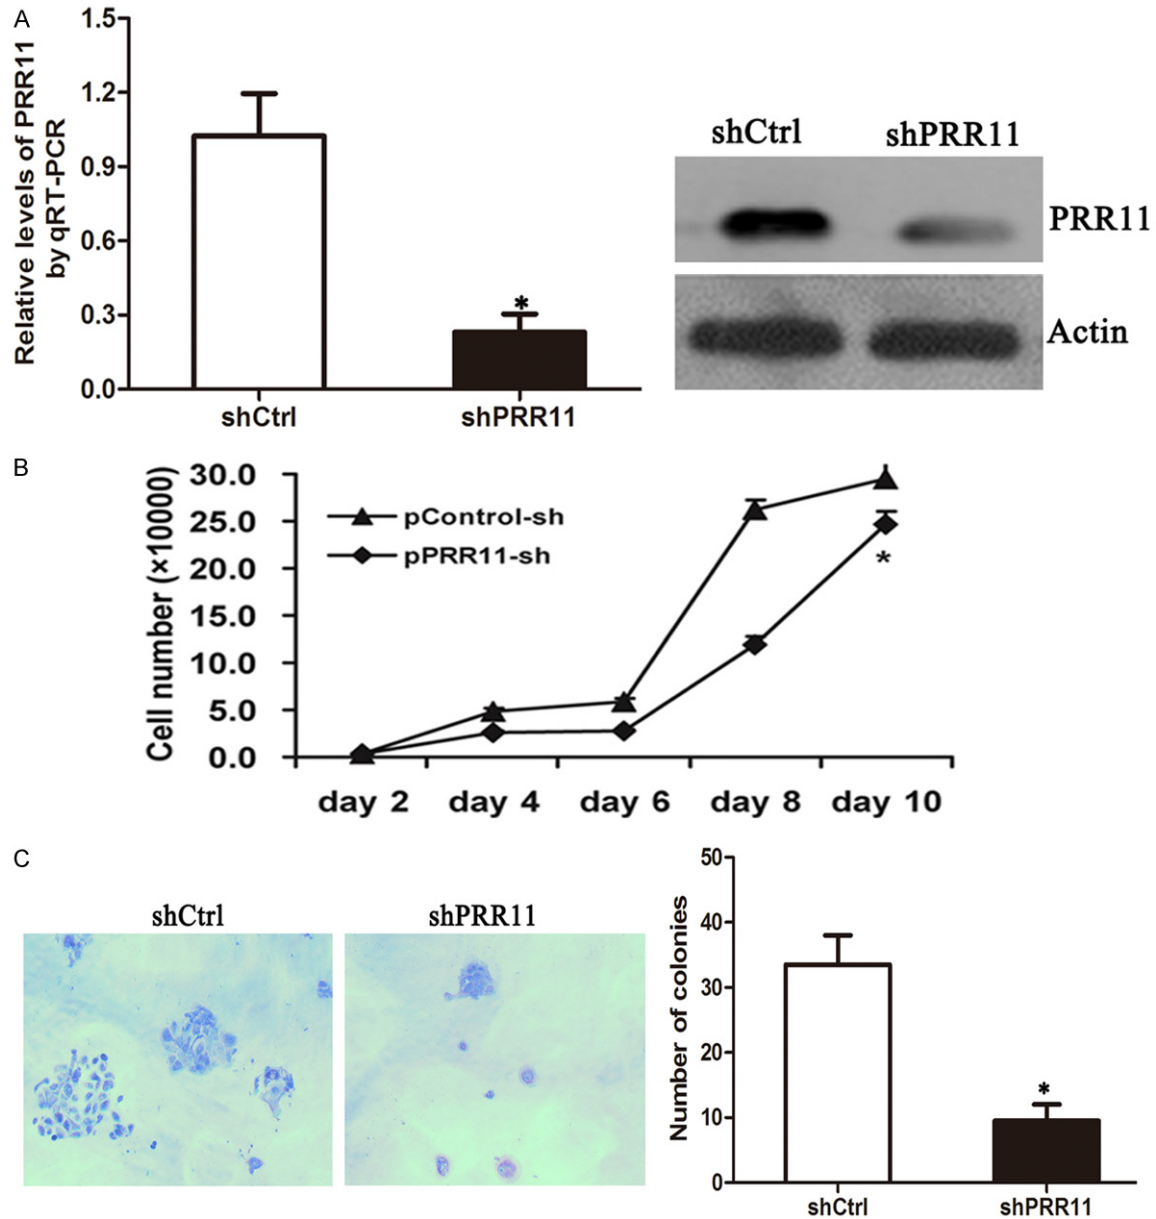 A
Relative levels of PRR11
by qRT-PCR
1.5
1.2
0.9
0.6
0.3
0.0
*
shCtrl
shPRR11
shCtrl
shPRR11
PRR11
Actin
B
Cell number (×10000)
30.0
25.0
20.0
15.0
10.0
5.0
0.0
pControl-sh
pPRR11-sh
*
day 2
day 4
day 6
day 8
day 10
C
shCtrl
shPRR11
Number of colonies
50
40
30
20
10
0
*
shCtrl
shPRR11